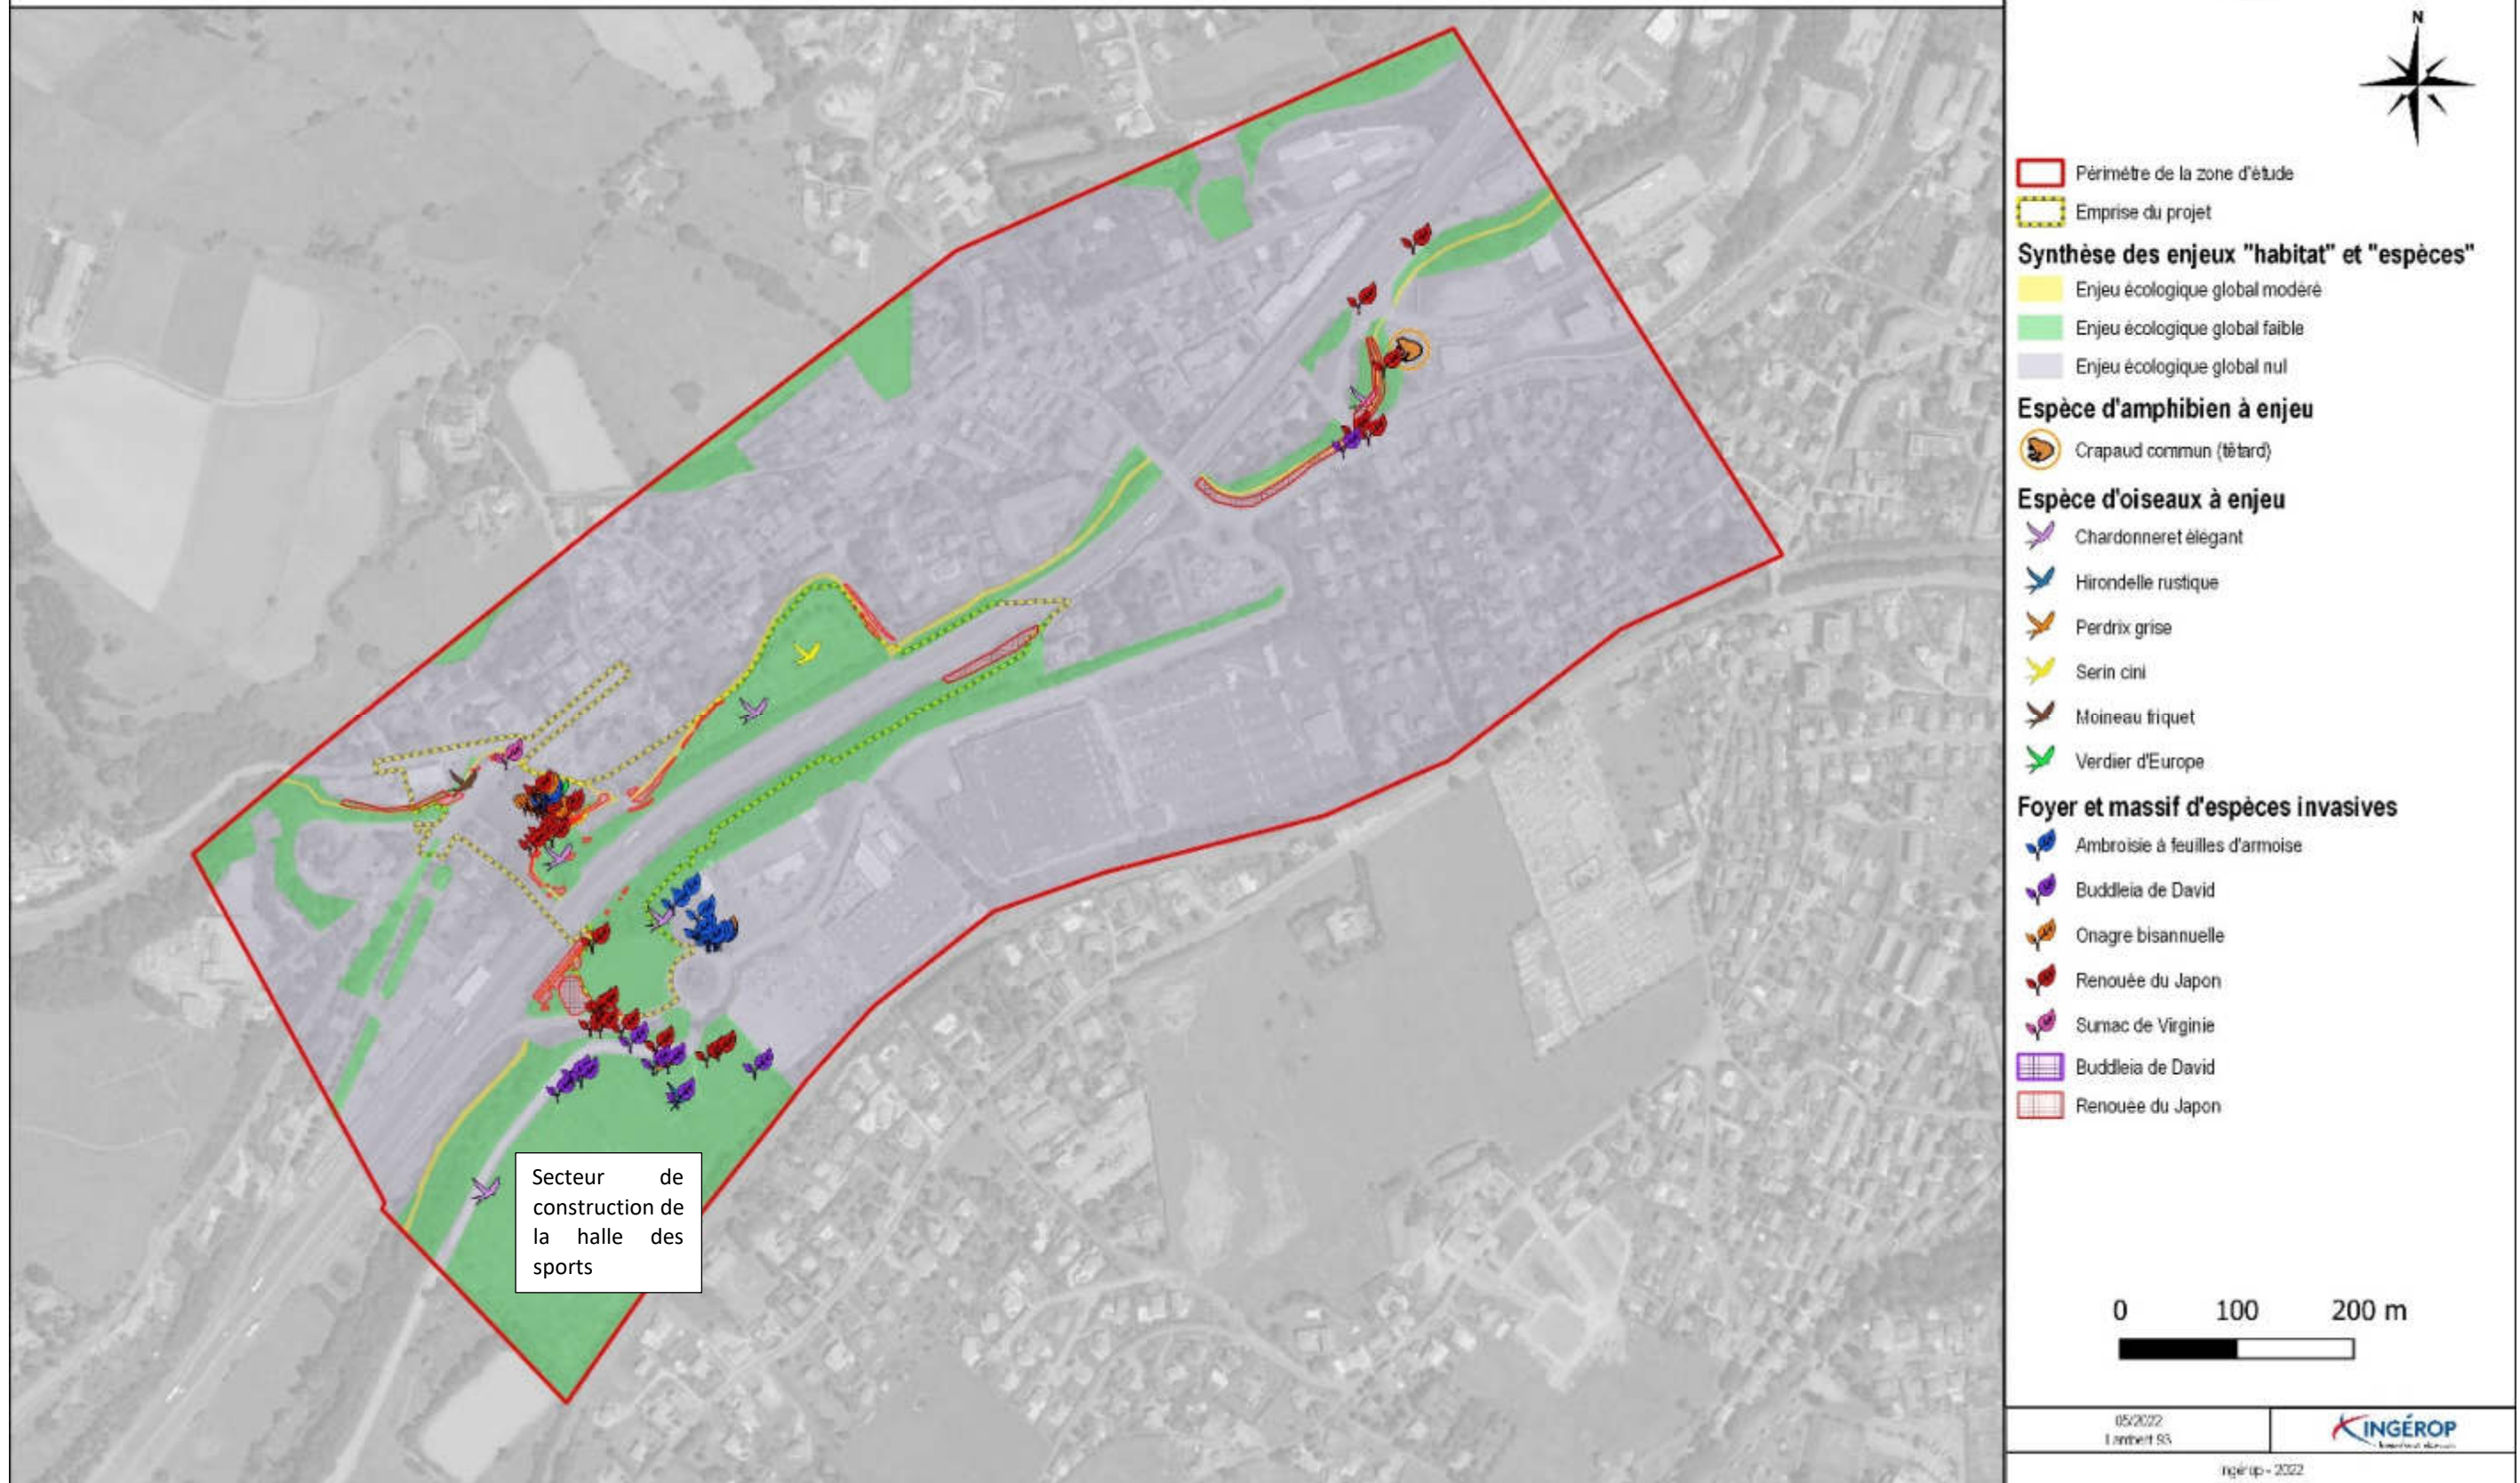 N
Périmètre de la zone d'étude
Emprise du projet
Synthèse des enjeux "habitat" et "espèces"
Enjeu écologique global modéré
Enjeu écologique global faible
Enjeu écologique global nul
Espèce d'amphibien à enjeu
Crapaud commun (têtard)
Espèce d'oiseaux à enjeu
Chardonneret élégant
Hirondelle rustique
Perdrix grise
Serin cini
Moineau friquet
Verdier d'Europe
Foyer et massif d'espèces invasives
Ambroisie à feuilles d'armoise
Buddleia de David
Onagre bisannuelle
Renouée du Japon
Sumac de Virginie
Buddleia de David
Renouée du Japon
Secteur de
construction de
la halle des
sports
0 100 200 m
05/2022
Lambert 93
INGÉROP
Ingérop - 2022